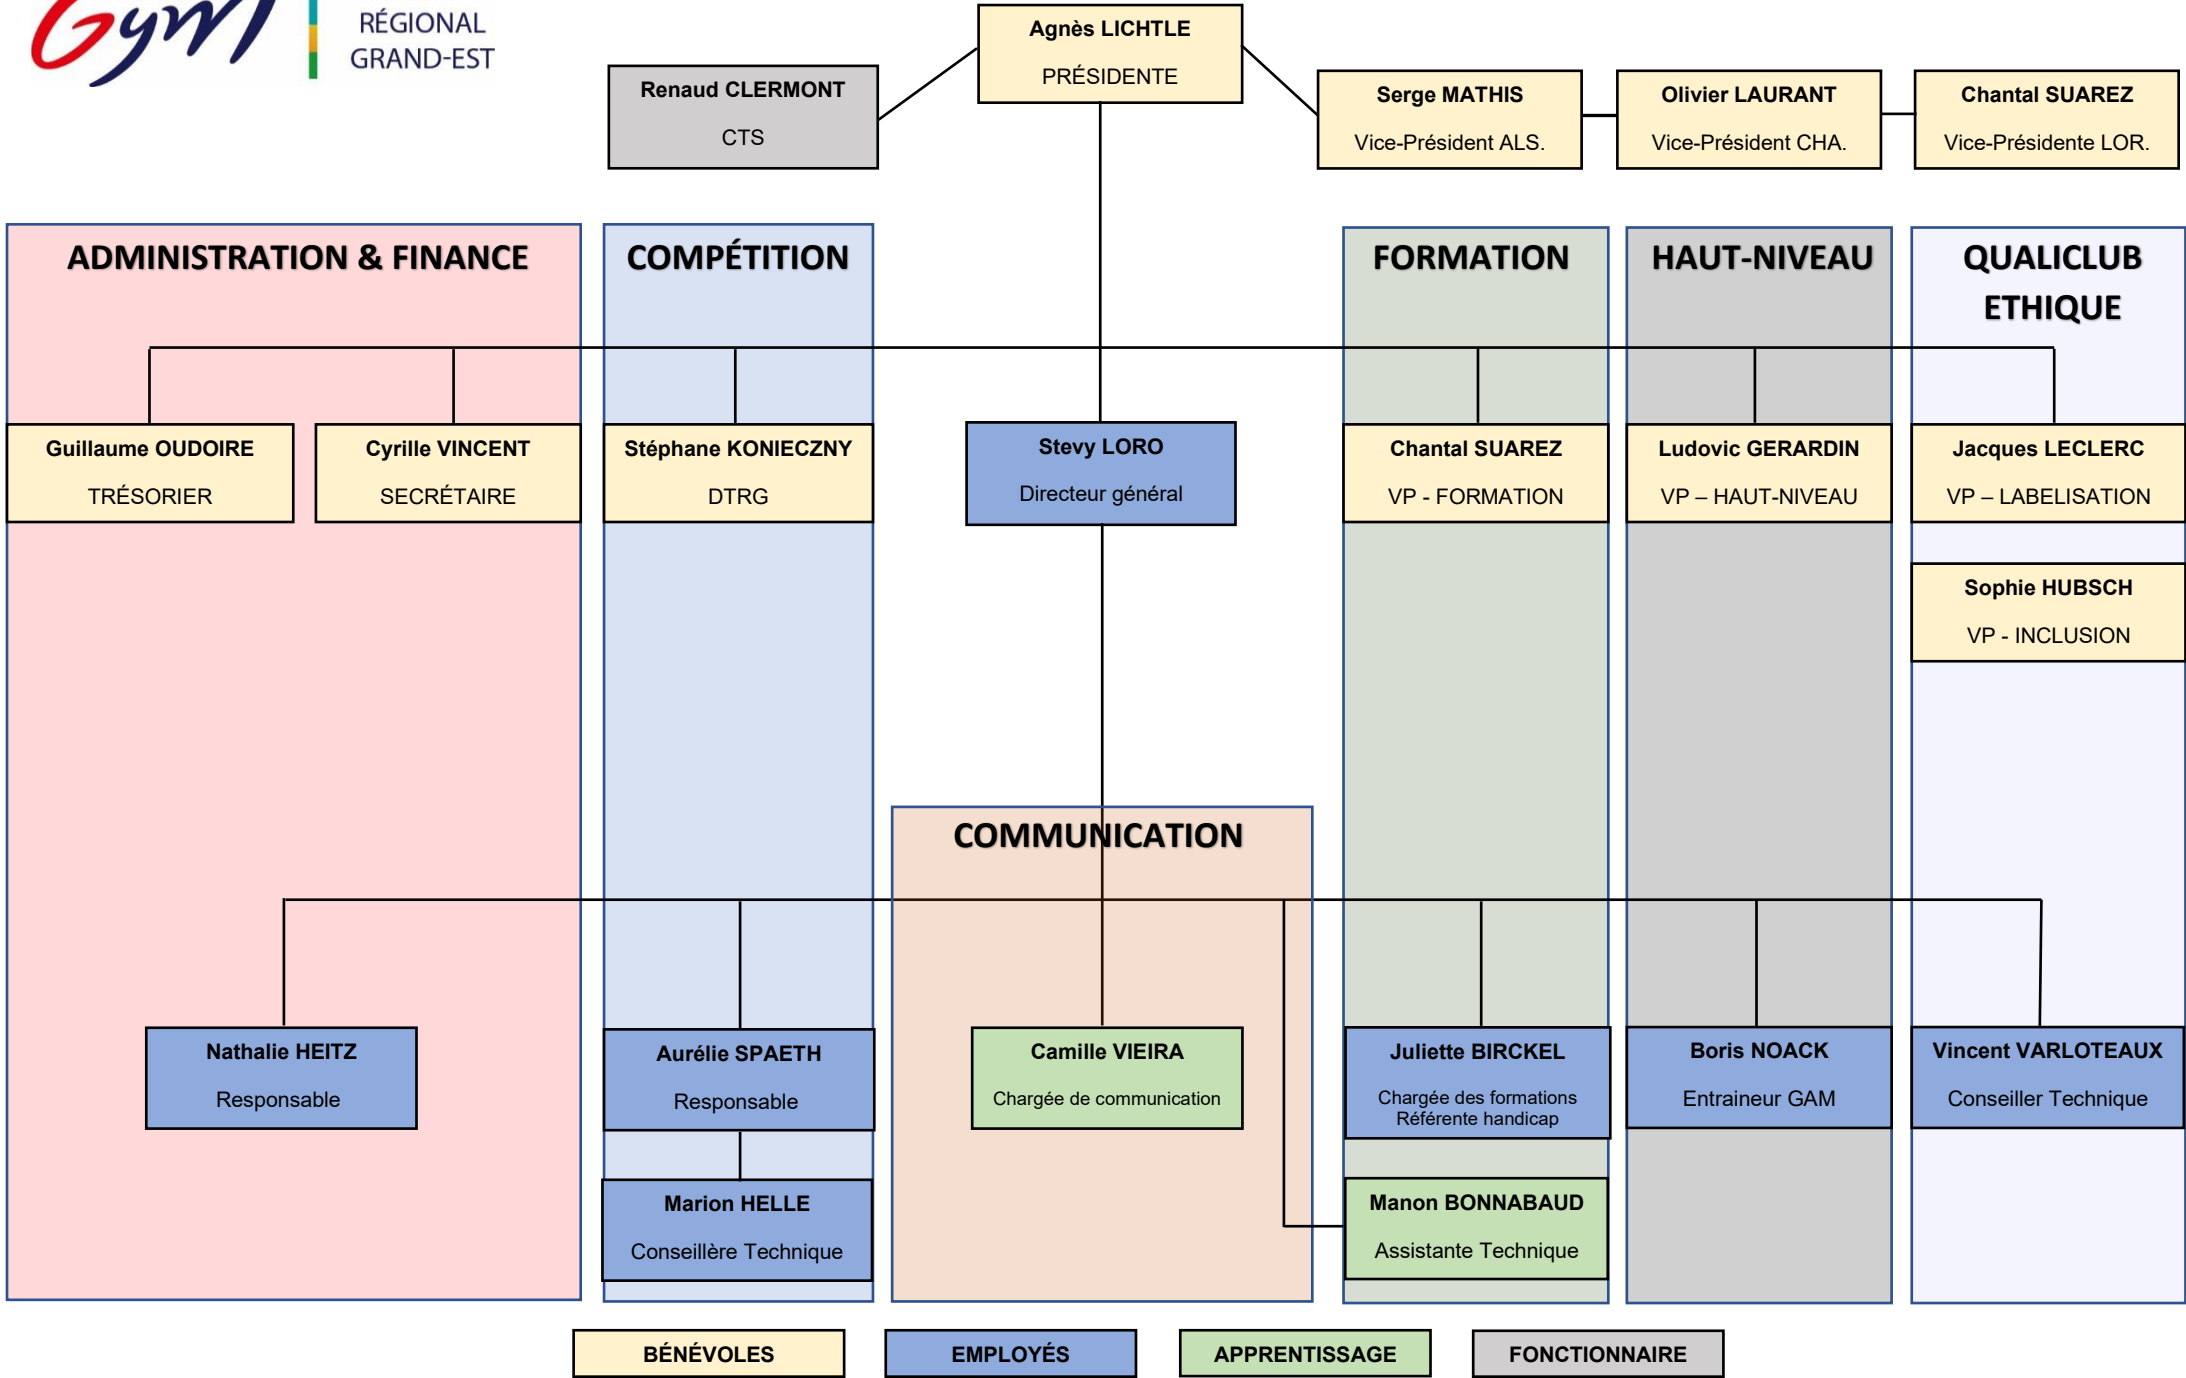 Gym
RÉGIONAL
GRAND-EST
Agnès LICHTLE
PRÉSIDENTE
Renaud CLERMONT
CTS
Serge MATHIS
Vice-Président ALS.
Olivier LAURANT
Vice-Président CHA.
Chantal SUAREZ
Vice-Présidente LOR.
ADMINISTRATION & FINANCE
COMPÉTITION
FORMATION
HAUT-NIVEAU
QUALICLUB
ETHIQUE
Guillaume OUDOIRE
TRÉSORIER
Cyrille VINCENT
SECRÉTAIRE
Stéphane KONIECZNY
DTRG
Stevy LORO
Directeur général
Chantal SUAREZ
VP - FORMATION
Ludovic GERARDIN
VP – HAUT-NIVEAU
Jacques LECLERC
VP – LABELISATION
Sophie HUBSCH
VP - INCLUSION
COMMUNICATION
Nathalie HEITZ
Responsable
Aurélie SPAETH
Responsable
Camille VIEIRA
Chargée de communication
Juliette BIRCKEL
Chargée des formations
Référente handicap
Boris NOACK
Entraineur GAM
Vincent VARLOTEAUX
Conseiller Technique
Marion HELLE
Conseillère Technique
Manon BONNABAUD
Assistante Technique
BÉNÉVOLES
EMPLOYÉS
APPRENTISSAGE
FONCTIONNAIRE